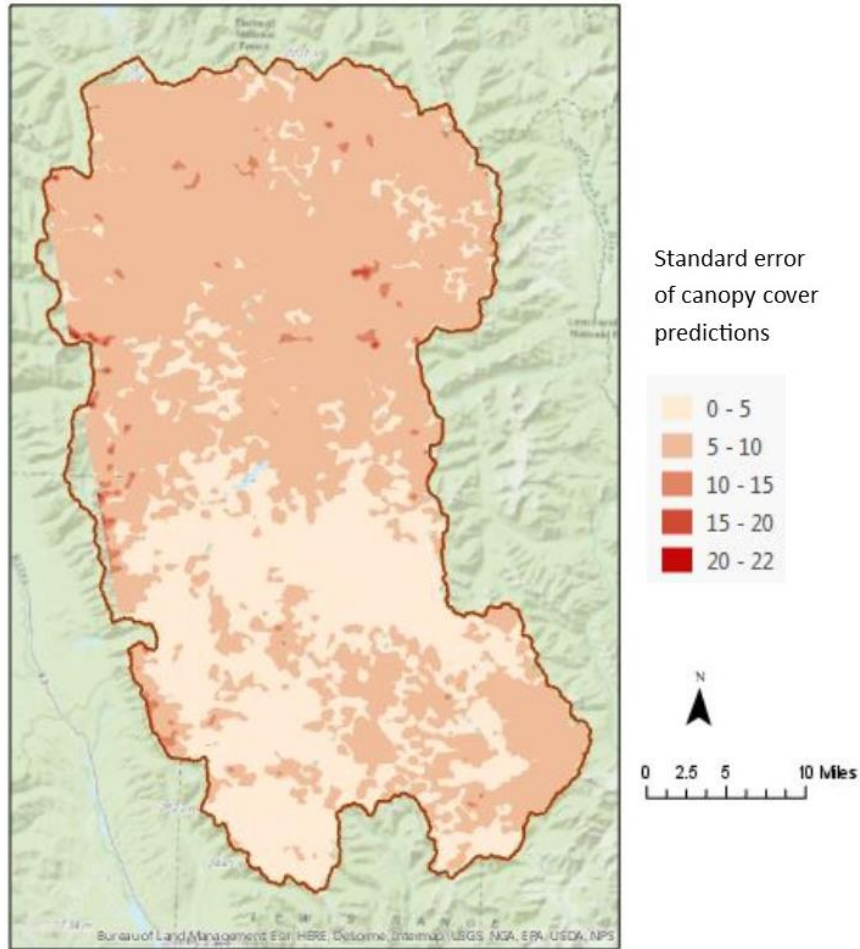 National
Standard error
of canopy cover
predictions
0 - 5
5 - 10
10 - 15
15 - 20
20 - 22
N
0 2.5 5 10 Miles
L E W I S R A N G E
Bureau of Land Management, Esri, HERE, DeLorme, Intermap, USGS, NGA, EPA, USDA, NPS